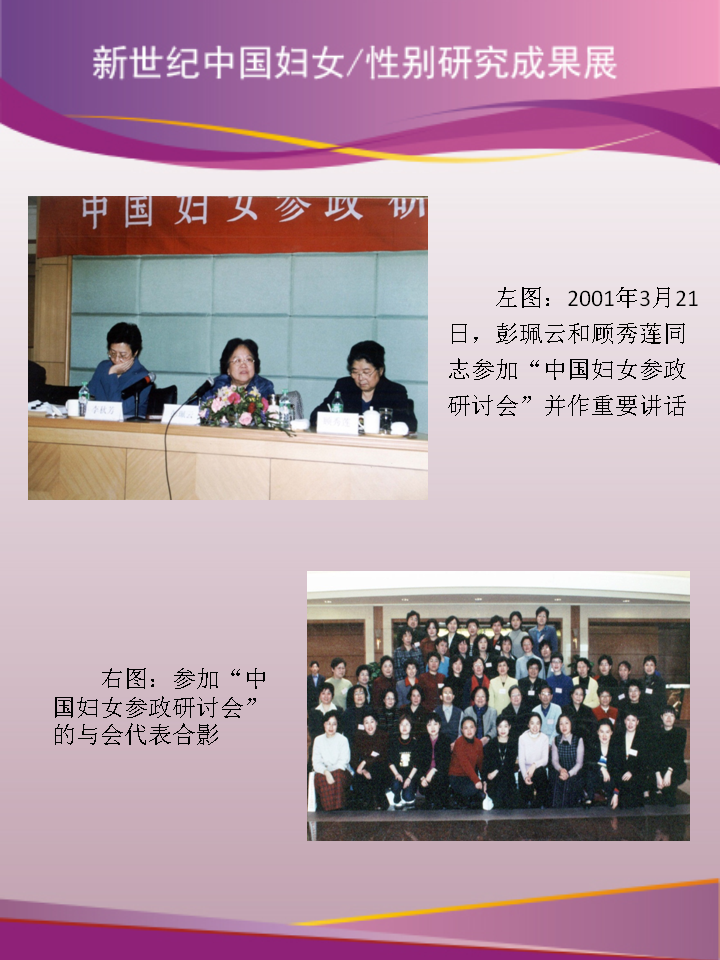 新世纪中国妇女/性别研究成果展
中国妇女参政 研
左图：2001年3月21
日，彭珮云和顾秀莲同
志参加“中国妇女参政
研讨会”并作重要讲话
右图：参加“中
国妇女参政研讨会”
的与会代表合影